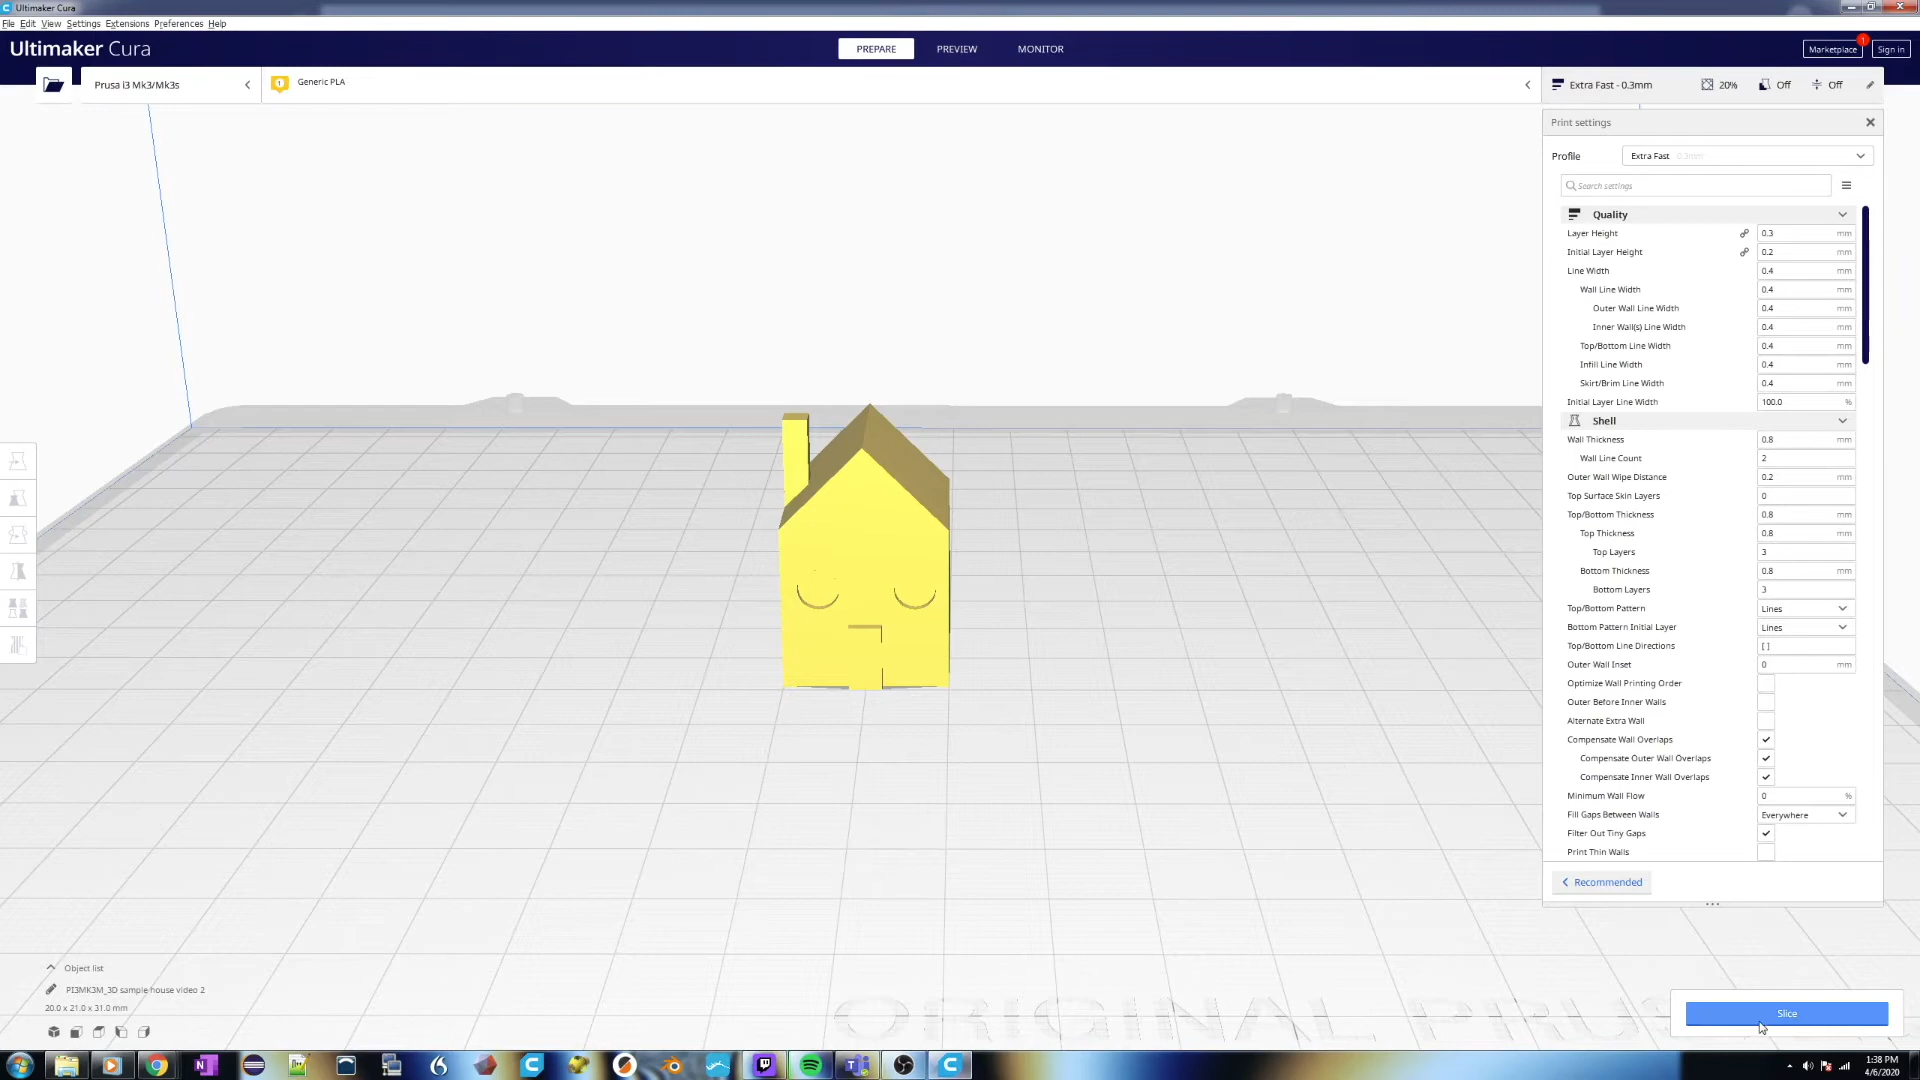 Ultimaker Cura
File Edit View Settings Extensions Preferences Help
Ultimaker Cura
PREPARE PREVIEW MONITOR
Marketplace 1 Sign in
Prusa i3 Mk3/Mk3s
1 Generic PLA
Extra Fast - 0.3mm 20% Off Off
Print settings
Profile Extra Fast 0.3mm
Search settings
Quality
Layer Height 0.3 mm
Initial Layer Height 0.2 mm
Line Width 0.4 mm
Wall Line Width 0.4 mm
Outer Wall Line Width 0.4 mm
Inner Wall(s) Line Width 0.4 mm
Top/Bottom Line Width 0.4 mm
Infill Line Width 0.4 mm
Skirt/Brim Line Width 0.4 mm
Initial Layer Line Width 100.0 %
Shell
Wall Thickness 0.8 mm
Wall Line Count 2
Outer Wall Wipe Distance 0.2 mm
Top Surface Skin Layers 0
Top/Bottom Thickness 0.8 mm
Top Thickness 0.8 mm
Top Layers 3
Bottom Thickness 0.8 mm
Bottom Layers 3
Top/Bottom Pattern Lines
Bottom Pattern Initial Layer Lines
Top/Bottom Line Directions [ ]
Outer Wall Inset 0 mm
Optimize Wall Printing Order
Outer Before Inner Walls
Alternate Extra Wall
Compensate Wall Overlaps
Compensate Outer Wall Overlaps
Compensate Inner Wall Overlaps
Minimum Wall Flow 0 %
Fill Gaps Between Walls Everywhere
Filter Out Tiny Gaps
Print Thin Walls
Recommended
Object list
PI3MK3M_3D sample house video 2
20.0 x 21.0 x 31.0 mm
ORIGINAL PRUS
Slice
1:38 PM
4/6/2020